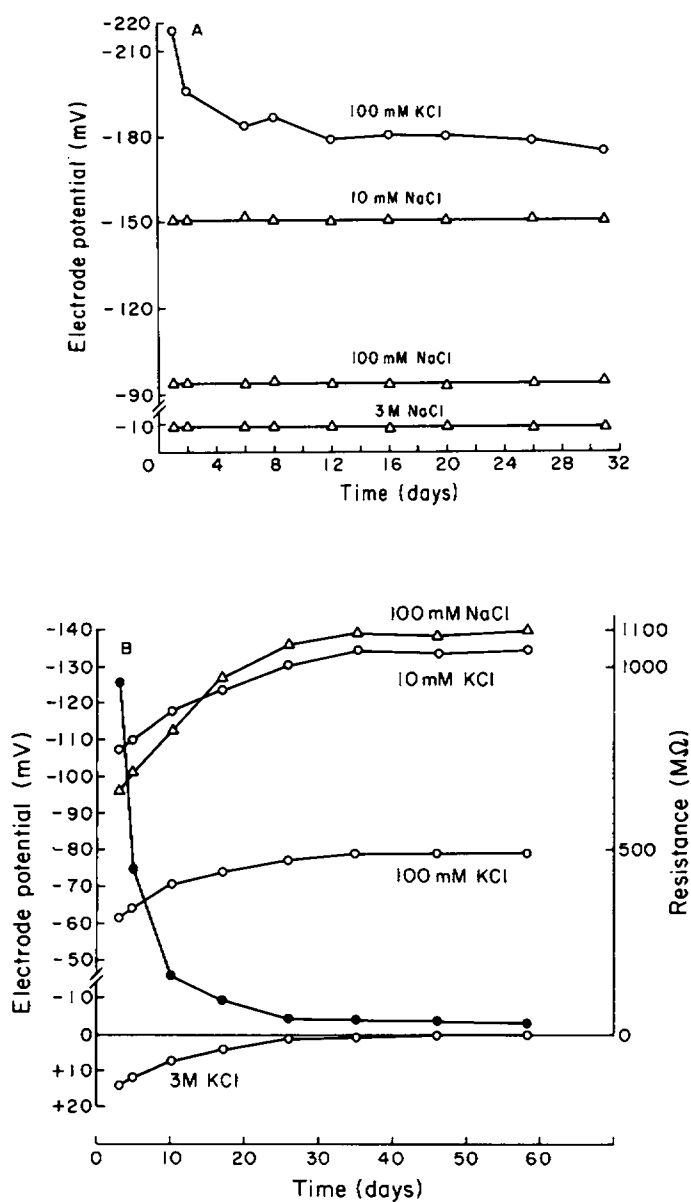 A
-220
-210
-180
-150
-120
-90
-10
Electrode potential (mV)
100 mM KCl
10 mM NaCl
100 mM NaCl
3M NaCl
0 4 8 12 16 20 24 28 32
Time (days)
B
-140
-130
-120
-110
-100
-90
-80
-70
-60
-50
-10
0
+10
+20
Electrode potential (mV)
100 mM NaCl
10 mM KCl
100 mM KCl
3M KCl
1100
1000
500
0
Resistance (MΩ)
0 10 20 30 40 50 60
Time (days)